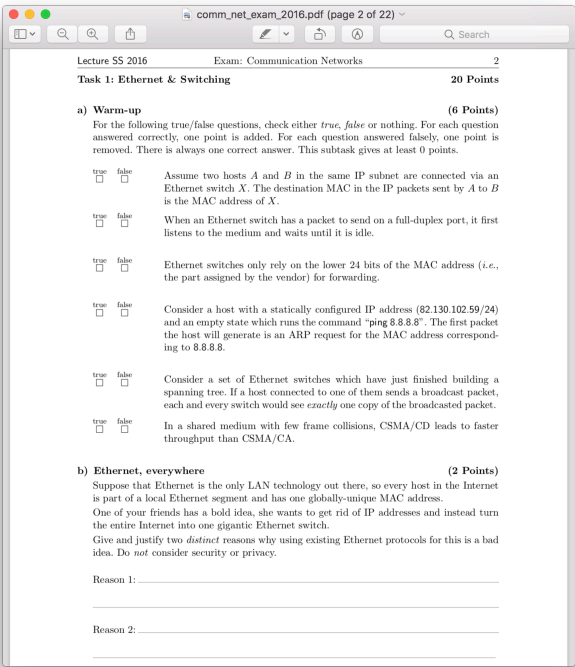 comm_net_exam_2016.pdf (page 2 of 22)
Search
Lecture SS 2016 Exam: Communication Networks 2
Task 1: Ethernet & Switching 20 Points
a) Warm-up (6 Points)
For the following true/false questions, check either true, false or nothing. For each question
answered correctly, one point is added. For each question answered falsely, one point is
removed. There is always one correct answer. This subtask gives at least 0 points.
true false Assume two hosts A and B in the same IP subnet are connected via an
Ethernet switch X. The destination MAC in the IP packets sent by A to B
is the MAC address of X.
true false When an Ethernet switch has a packet to send on a full-duplex port, it first
listens to the medium and waits until it is idle.
true false Ethernet switches only rely on the lower 24 bits of the MAC address (i.e.,
the part assigned by the vendor) for forwarding.
true false Consider a host with a statically configured IP address (82.130.102.59/24)
and an empty state which runs the command “ping 8.8.8.8”. The first packet
the host will generate is an ARP request for the MAC address correspond-
ing to 8.8.8.8.
true false Consider a set of Ethernet switches which have just finished building a
spanning tree. If a host connected to one of them sends a broadcast packet,
each and every switch would see exactly one copy of the broadcasted packet.
true false In a shared medium with few frame collisions, CSMA/CD leads to faster
throughput than CSMA/CA.
b) Ethernet, everywhere (2 Points)
Suppose that Ethernet is the only LAN technology out there, so every host in the Internet
is part of a local Ethernet segment and has one globally-unique MAC address.
One of your friends has a bold idea, she wants to get rid of IP addresses and instead turn
the entire Internet into one gigantic Ethernet switch.
Give and justify two distinct reasons why using existing Ethernet protocols for this is a bad
idea. Do not consider security or privacy.
Reason 1:
Reason 2: